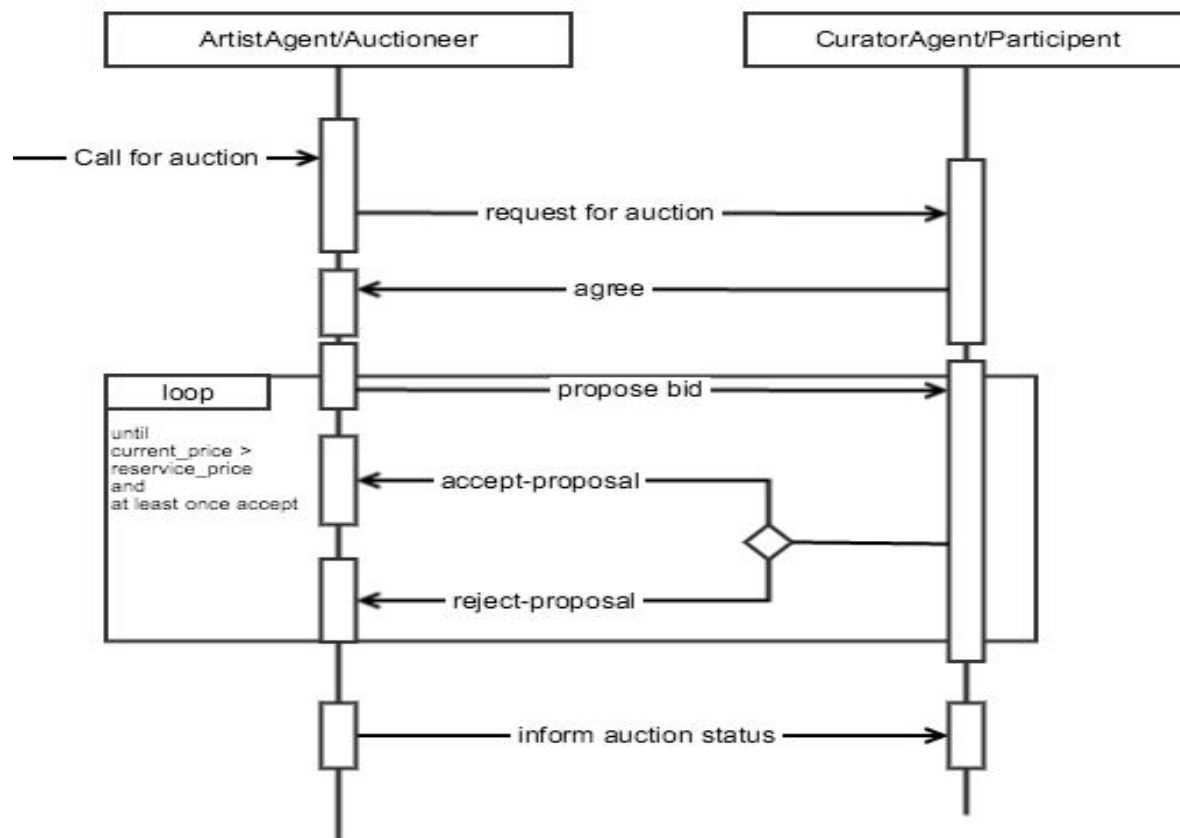 ArtistAgent/Auctioneer
CuratorAgent/Participent
Call for auction
request for auction
agree
propose bid
loop
until
current_price >
reservice_price
and
at least once accept
accept-proposal
reject-proposal
inform auction status